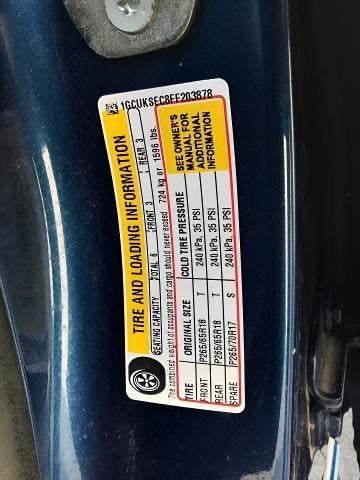 1GCUKSEC8EF203878
TIRE AND LOADING INFORMATION
SEATING CAPACITY TOTAL 6 FRONT 3 REAR 3
The combined weight of occupants and cargo should never exceed 724 kg or 1596 lbs.
TIRE ORIGINAL SIZE COLD TIRE PRESSURE
FRONT P265/65R18 T 240 kPa, 35 PSI
REAR P265/65R18 T 240 kPa, 35 PSI
SPARE P265/70R17 S 240 kPa, 35 PSI
SEE OWNER'S
MANUAL FOR
ADDITIONAL
INFORMATION